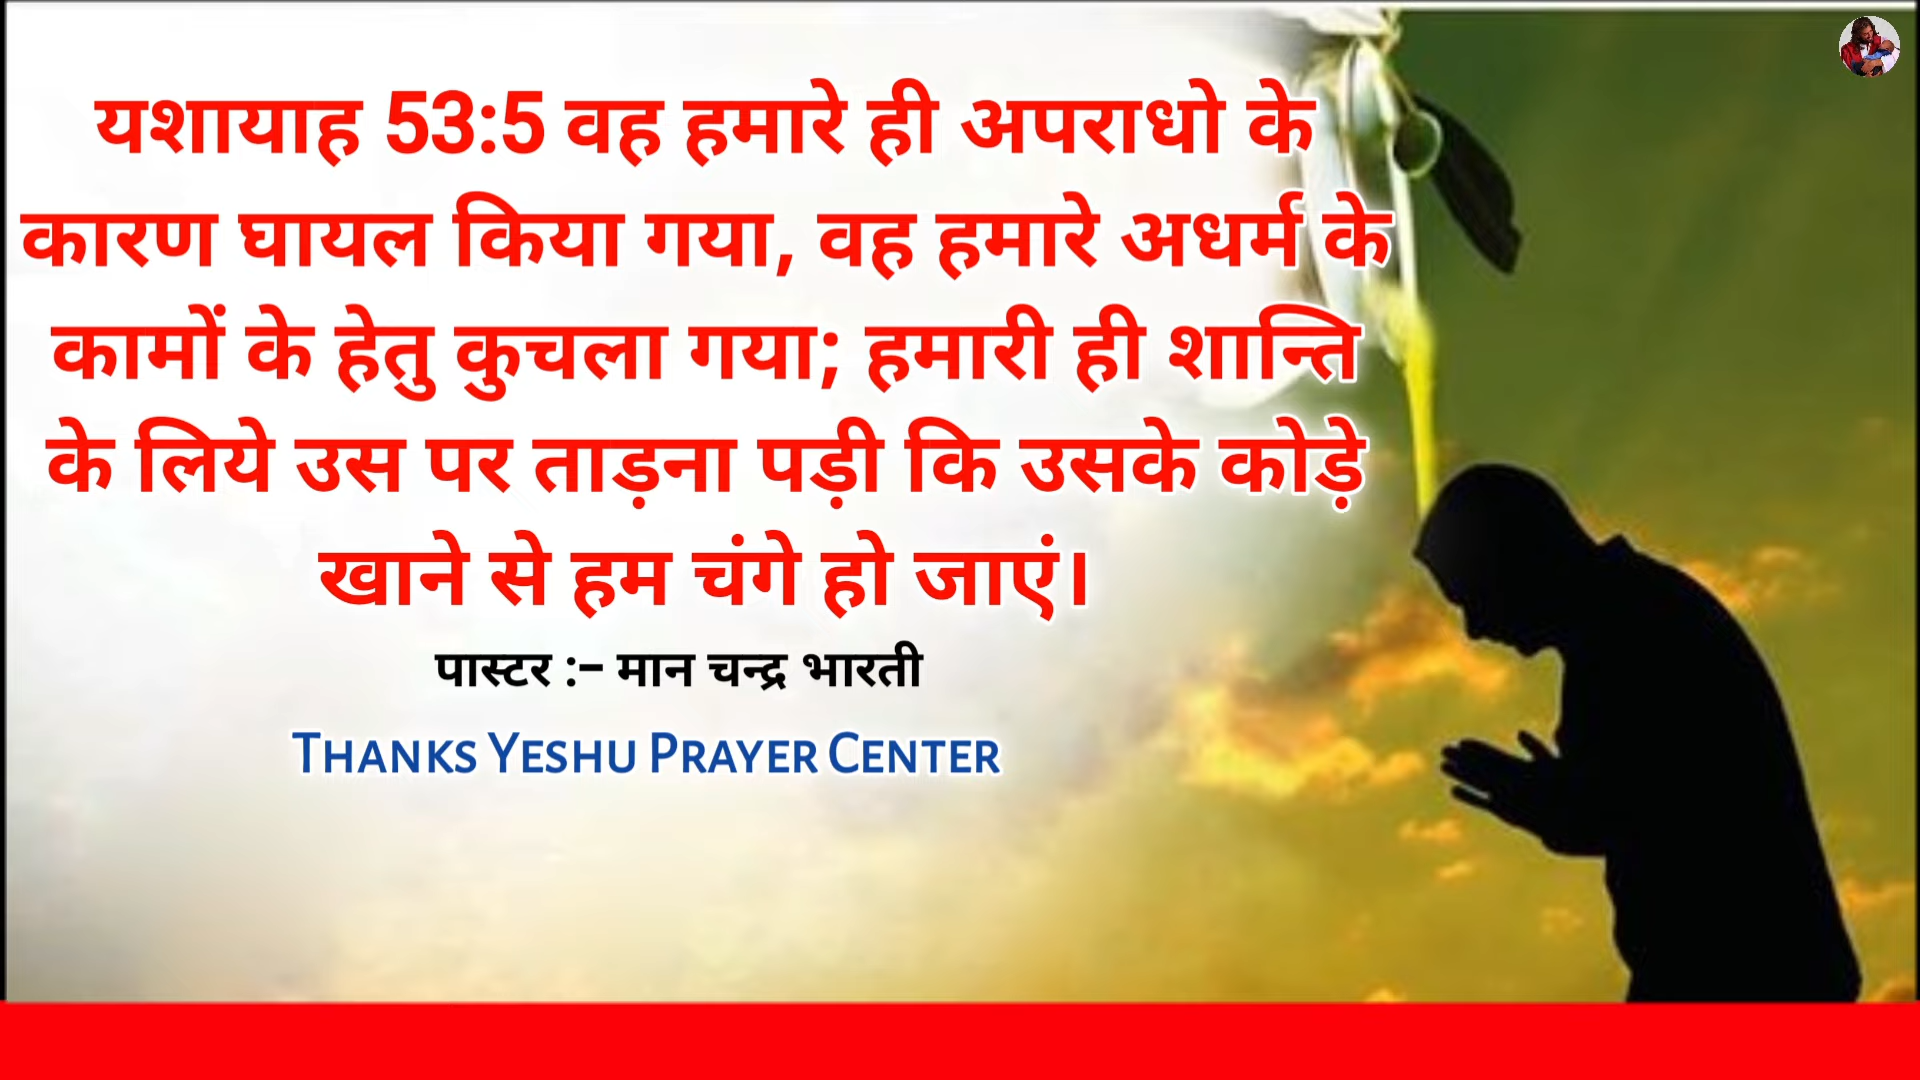 यशायाह 53:5 वह हमारे ही अपराधो के
कारण घायल किया गया, वह हमारे अधर्म के
कामों के हेतु कुचला गया; हमारी ही शान्ति
के लिये उस पर ताड़ना पड़ी कि उसके कोड़े
खाने से हम चंगे हो जाएं।
पास्टर :- मान चन्द्र भारती
Thanks Yeshu Prayer Center